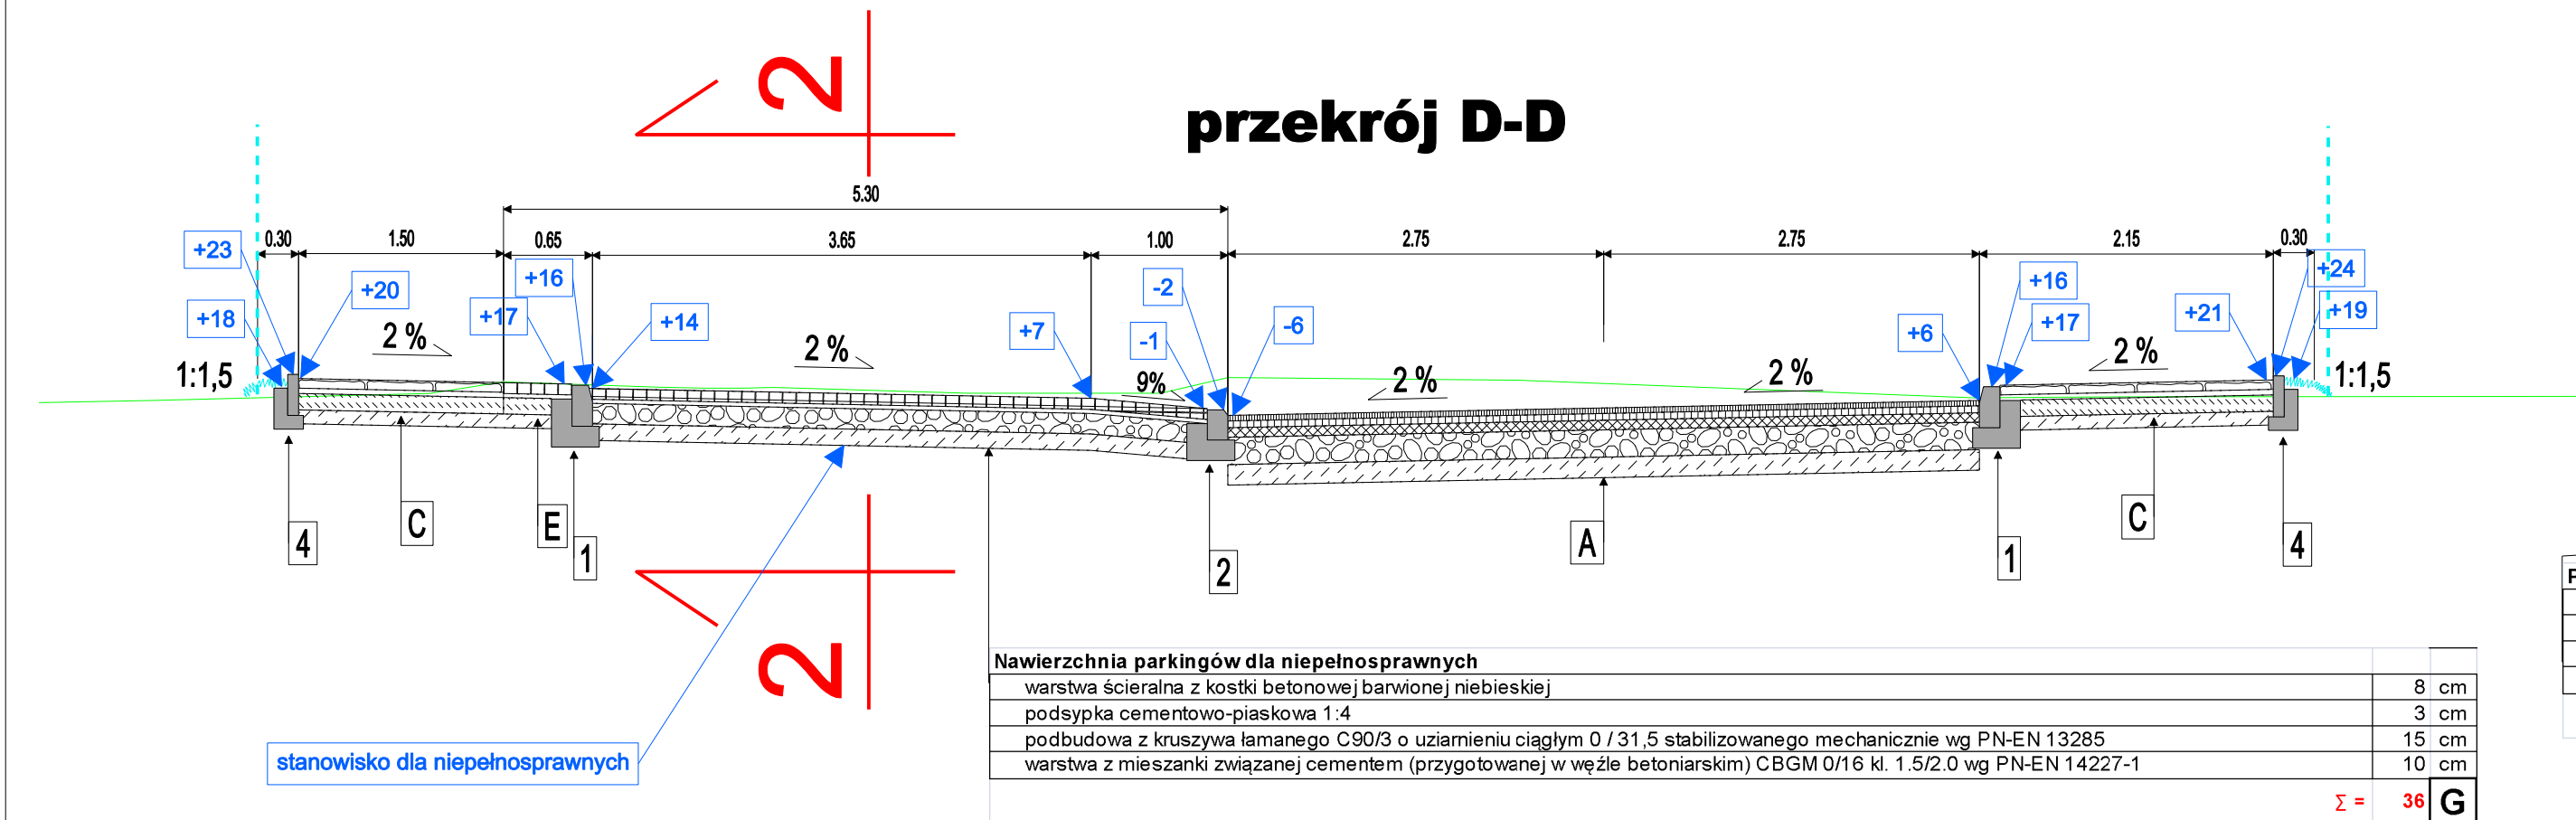 2
przekrój D-D
5.30
0.30 1.50 0.65 3.65 1.00 2.75 2.75 2.15 0.30
+23 +20 +18 +17 +16 +14 +7 -2 -1 -6 +6 +16 +17 +21 +24 +19
1:1,5 2 % 2 % 9% 2 % 2 % 2 % 1:1,5
4 C E 1 2 A 1 C 4
2
stanowisko dla niepełnosprawnych
Nawierzchnia parkingów dla niepełnosprawnych
warstwa ścieralna z kostki betonowej barwionej niebieskiej 8 cm
podsypka cementowo-piaskowa 1:4 3 cm
podbudowa z kruszywa łamanego C90/3 o uziarnieniu ciągłym 0 / 31,5 stabilizowanego mechanicznie wg PN-EN 13285 15 cm
warstwa z mieszanki związanej cementem (przygotowanej w węźle betoniarskim) CBGM 0/16 kl. 1.5/2.0 wg PN-EN 14227-1 10 cm
∑ = 36 G